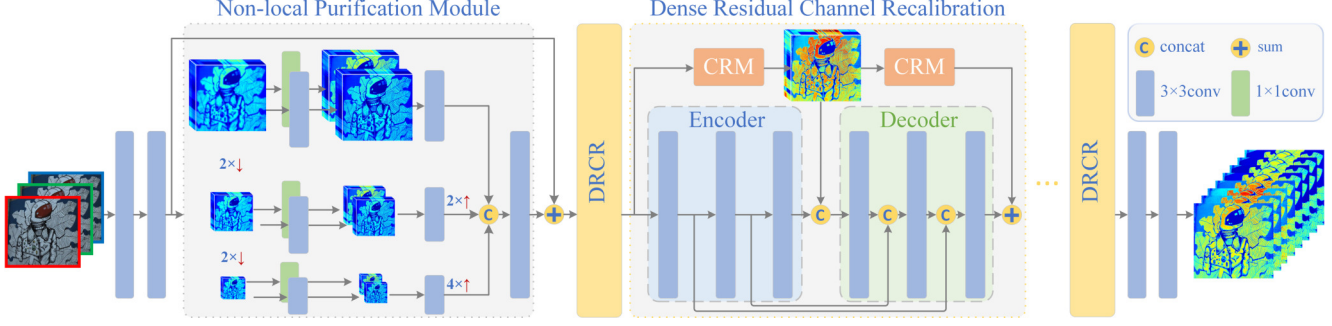 Non-local Purification Module
Dense Residual Channel Recalibration
CRM
CRM
C
concat
+
sum
3×3conv
1×1conv
Encoder
Decoder
2×↓
2×↑
C
+
DRCR
C
C
C
+
...
DRCR
2×↓
4×↑